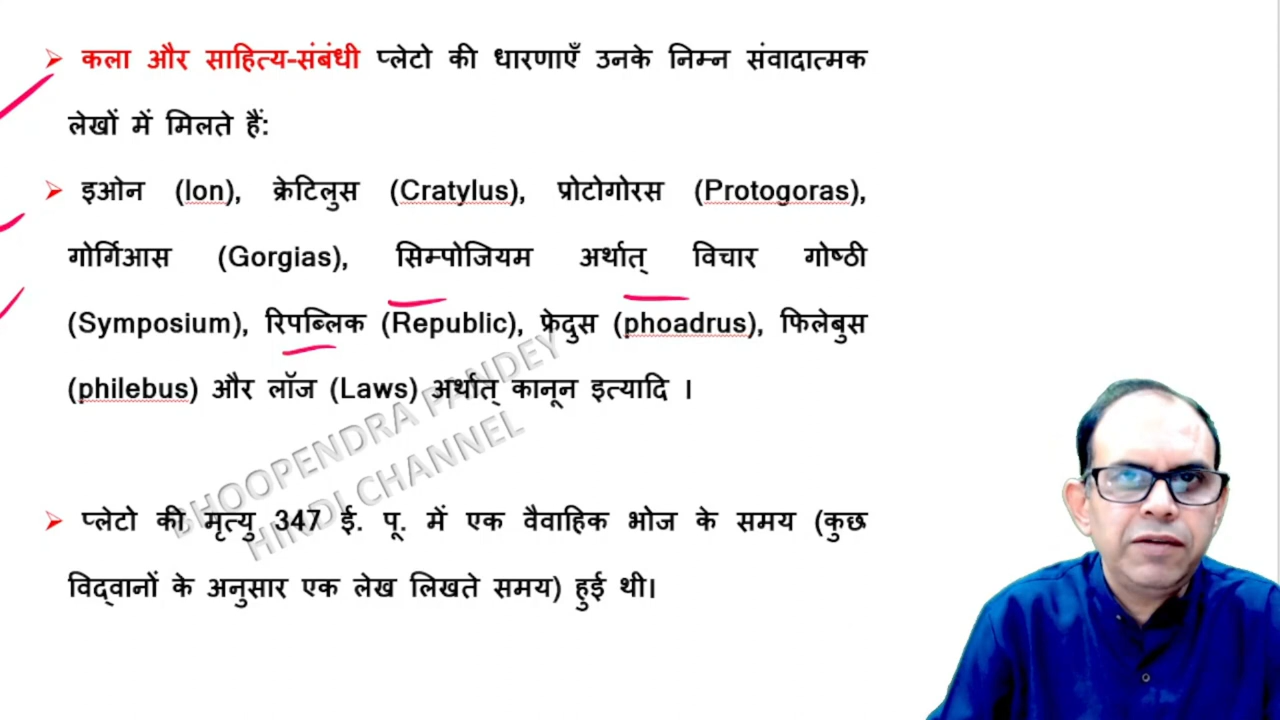 ➢ कला और साहित्य-संबंधी प्लेटो की धारणाएँ उनके निम्न संवादात्मक
लेखों में मिलते हैं:
➢ इओन (Ion), क्रेटिलुस (Cratylus), प्रोटोगोरस (Protogoras),
गोर्गिआस (Gorgias), सिम्पोजियम अर्थात् विचार गोष्ठी
(Symposium), रिपब्लिक (Republic), फ्रेदुस (phoadrus), फिलेबुस
(philebus) और लॉज (Laws) अर्थात् कानून इत्यादि ।
BHOOPENDRA PANDEY
HINDI CHANNEL
➢ प्लेटो की मृत्यु 347 ई. पू. में एक वैवाहिक भोज के समय (कुछ
विद्वानों के अनुसार एक लेख लिखते समय) हुई थी।